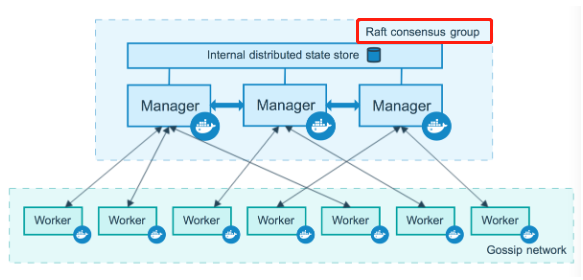 Raft consensus group
Internal distributed state store
Manager Manager Manager
Worker Worker Worker Worker Worker Worker Worker
Gossip network